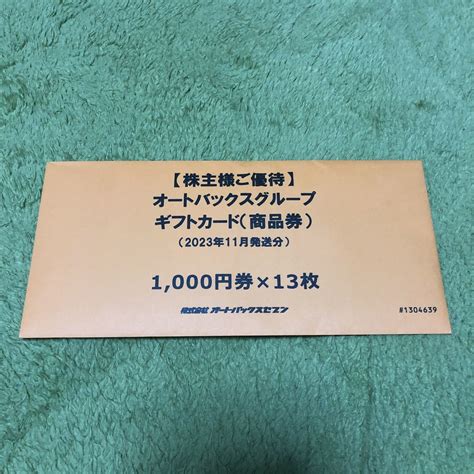 【株主様ご優待】
オートバックスグループ
ギフトカード(商品券)
(2023年11月発送分)
1,000円券×13枚
株式会社 オートバックスセブン
#1304639